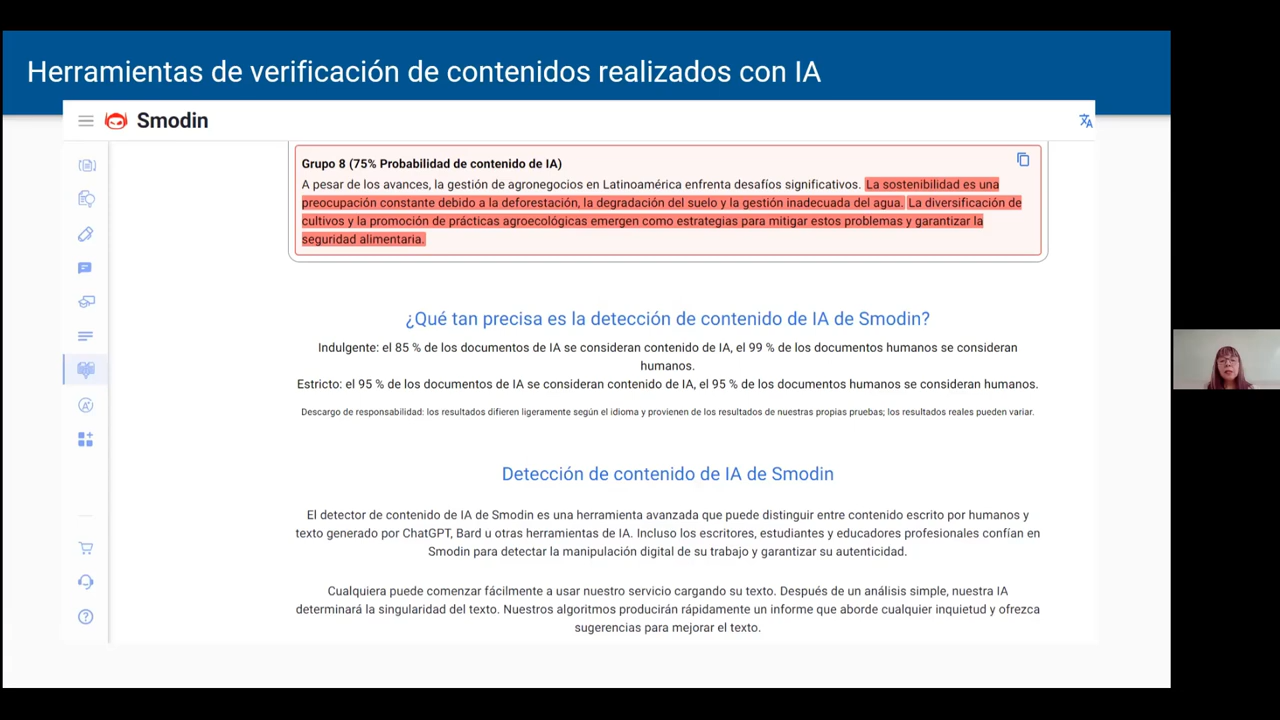 Herramientas de verificación de contenidos realizados con IA
Smodin
Grupo 8 (75% Probabilidad de contenido de IA)
A pesar de los avances, la gestión de agronegocios en Latinoamérica enfrenta desafíos significativos. La sostenibilidad es una
preocupación constante debido a la deforestación, la degradación del suelo y la gestión inadecuada del agua. La diversificación de
cultivos y la promoción de prácticas agroecológicas emergen como estrategias para mitigar estos problemas y garantizar la
seguridad alimentaria.
¿Qué tan precisa es la detección de contenido de IA de Smodin?
Indulgente: el 85 % de los documentos de IA se consideran contenido de IA, el 99 % de los documentos humanos se consideran
humanos.
Estricto: el 95 % de los documentos de IA se consideran contenido de IA, el 95 % de los documentos humanos se consideran humanos.
Descargo de responsabilidad: los resultados difieren ligeramente según el idioma y provienen de los resultados de nuestras propias pruebas; los resultados reales pueden variar.
Detección de contenido de IA de Smodin
El detector de contenido de IA de Smodin es una herramienta avanzada que puede distinguir entre contenido escrito por humanos y
texto generado por ChatGPT, Bard u otras herramientas de IA. Incluso los escritores, estudiantes y educadores profesionales confían en
Smodin para detectar la manipulación digital de su trabajo y garantizar su autenticidad.
Cualquiera puede comenzar fácilmente a usar nuestro servicio cargando su texto. Después de un análisis simple, nuestra IA
determinará la singularidad del texto. Nuestros algoritmos producirán rápidamente un informe que aborde cualquier inquietud y ofrezca
sugerencias para mejorar el texto.